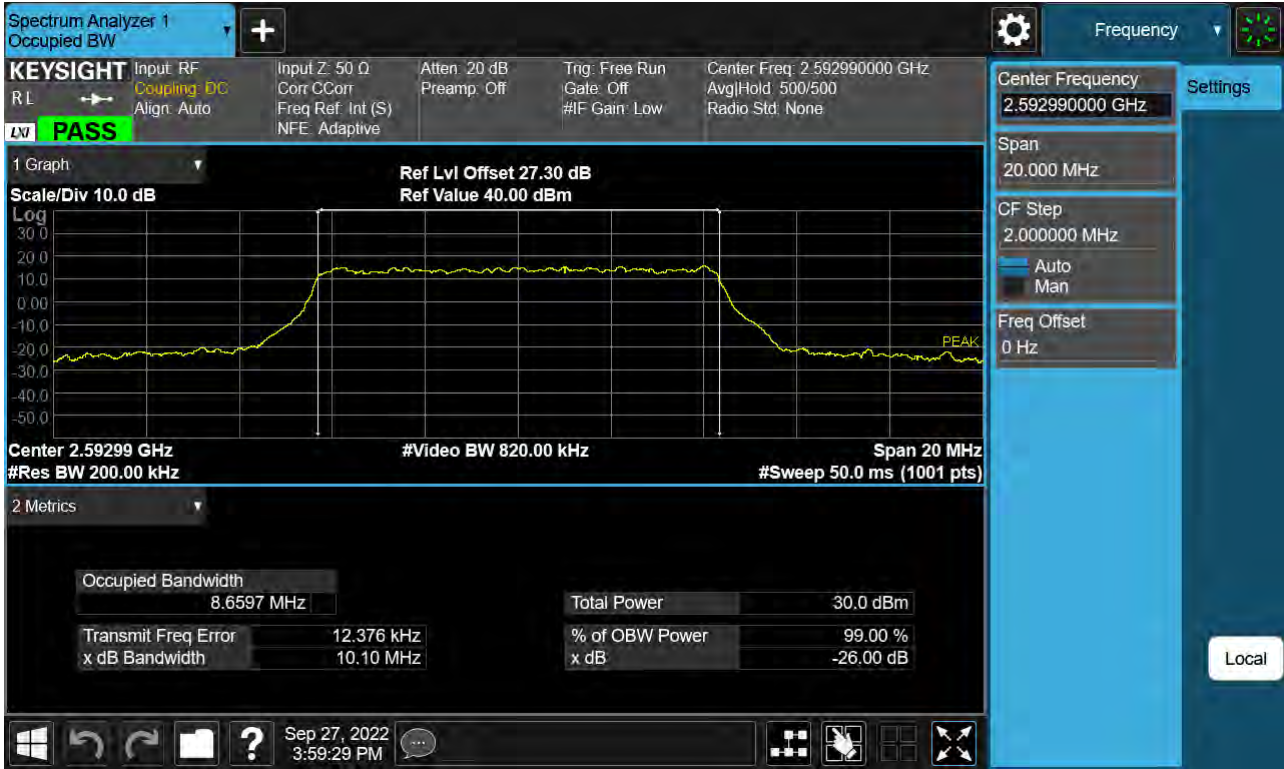 Spectrum Analyzer 1
Occupied BW
Frequency
KEYSIGHT
RL
LXI
PASS
Input: RF
Coupling: DC
Align: Auto
Input Z: 50 Ω
Corr CCorr
Freq Ref: Int (S)
NFE: Adaptive
Atten: 20 dB
Preamp: Off
Trig: Free Run
Gate: Off
#IF Gain: Low
Center Freq: 2.592990000 GHz
Avg|Hold: 500/500
Radio Std: None
Center Frequency
2.592990000 GHz
Settings
Span
20.000 MHz
CF Step
2.000000 MHz
Auto
Man
Freq Offset
0 Hz
Local
1 Graph
Scale/Div 10.0 dB
Ref Lvl Offset 27.30 dB
Ref Value 40.00 dBm
Log
30.0
20.0
10.0
0.00
-10.0
-20.0
-30.0
-40.0
-50.0
PEAK
Center 2.59299 GHz
#Video BW 820.00 kHz
Span 20 MHz
#Res BW 200.00 kHz
#Sweep 50.0 ms (1001 pts)
2 Metrics
Occupied Bandwidth
8.6597 MHz
Total Power 30.0 dBm
Transmit Freq Error 12.376 kHz
% of OBW Power 99.00 %
x dB Bandwidth 10.10 MHz
x dB -26.00 dB
?
Sep 27, 2022
3:59:29 PM